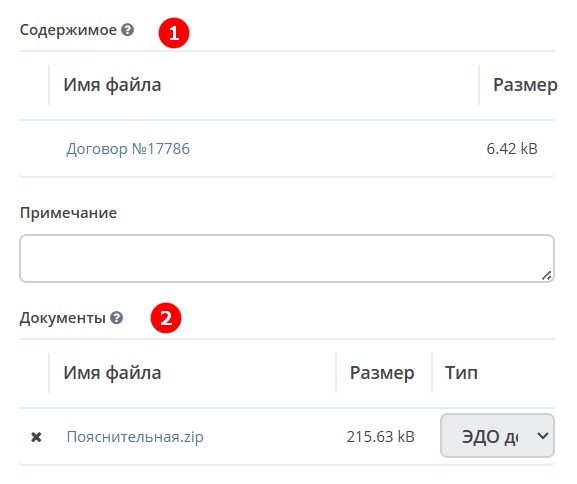 Содержимое ? 1
Имя файла Размер
Договор №17786 6.42 kB
Примечание
Документы ? 2
Имя файла Размер Тип
Пояснительная.zip 215.63 kB ЭДО